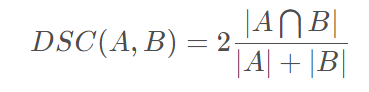 DSC(A, B) = 2 |A ⋂ B| / |A| + |B|